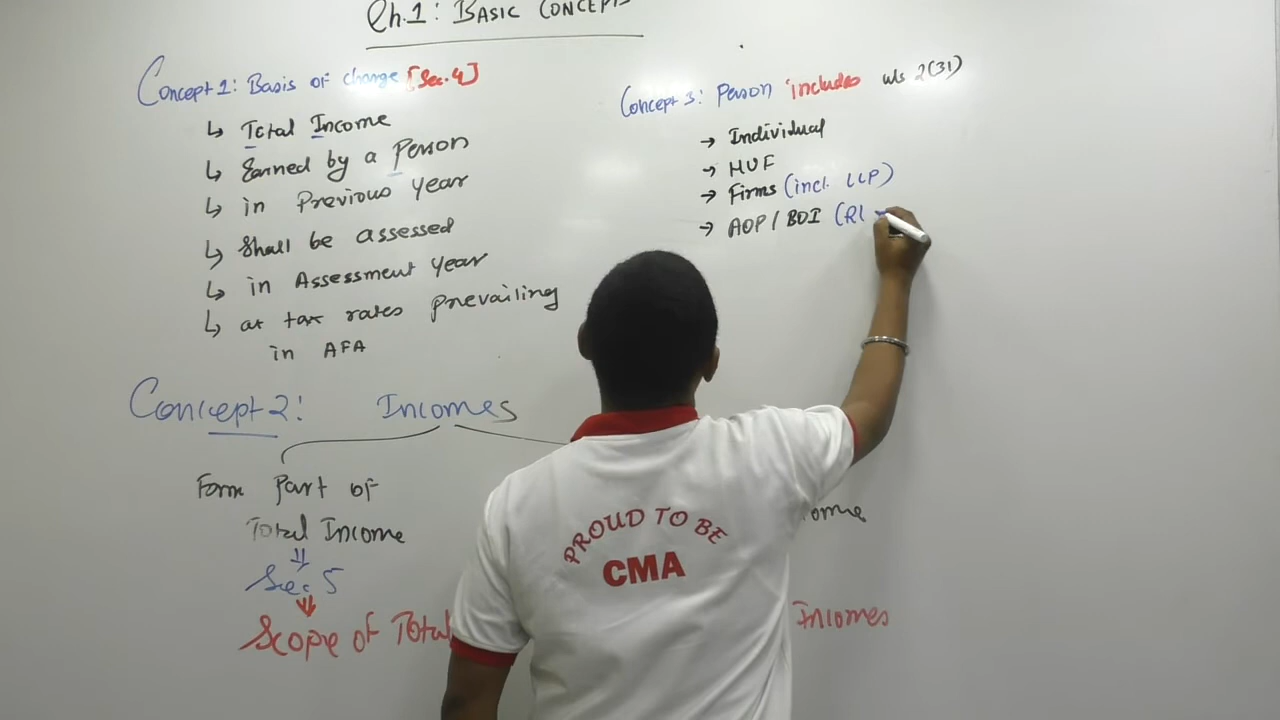 Ch.1: BASIC CONCEPTS
Concept 1: Basis of charge [Sec.4]
↳ Total Income
↳ Earned by a Person
↳ in Previous year
↳ Shall be assessed
↳ in Assessment year
↳ at tax rates prevailing
in AFA
Concept 2: Incomes
Form Part of
Total Income
Sec. 5
Scope of Total
Concept 3: Person includes u/s 2(31)
→ Individual
→ HUF
→ Firms (incl. LLP)
→ AOP / BOI (RI
ome
Incomes
PROUD TO BE
CMA